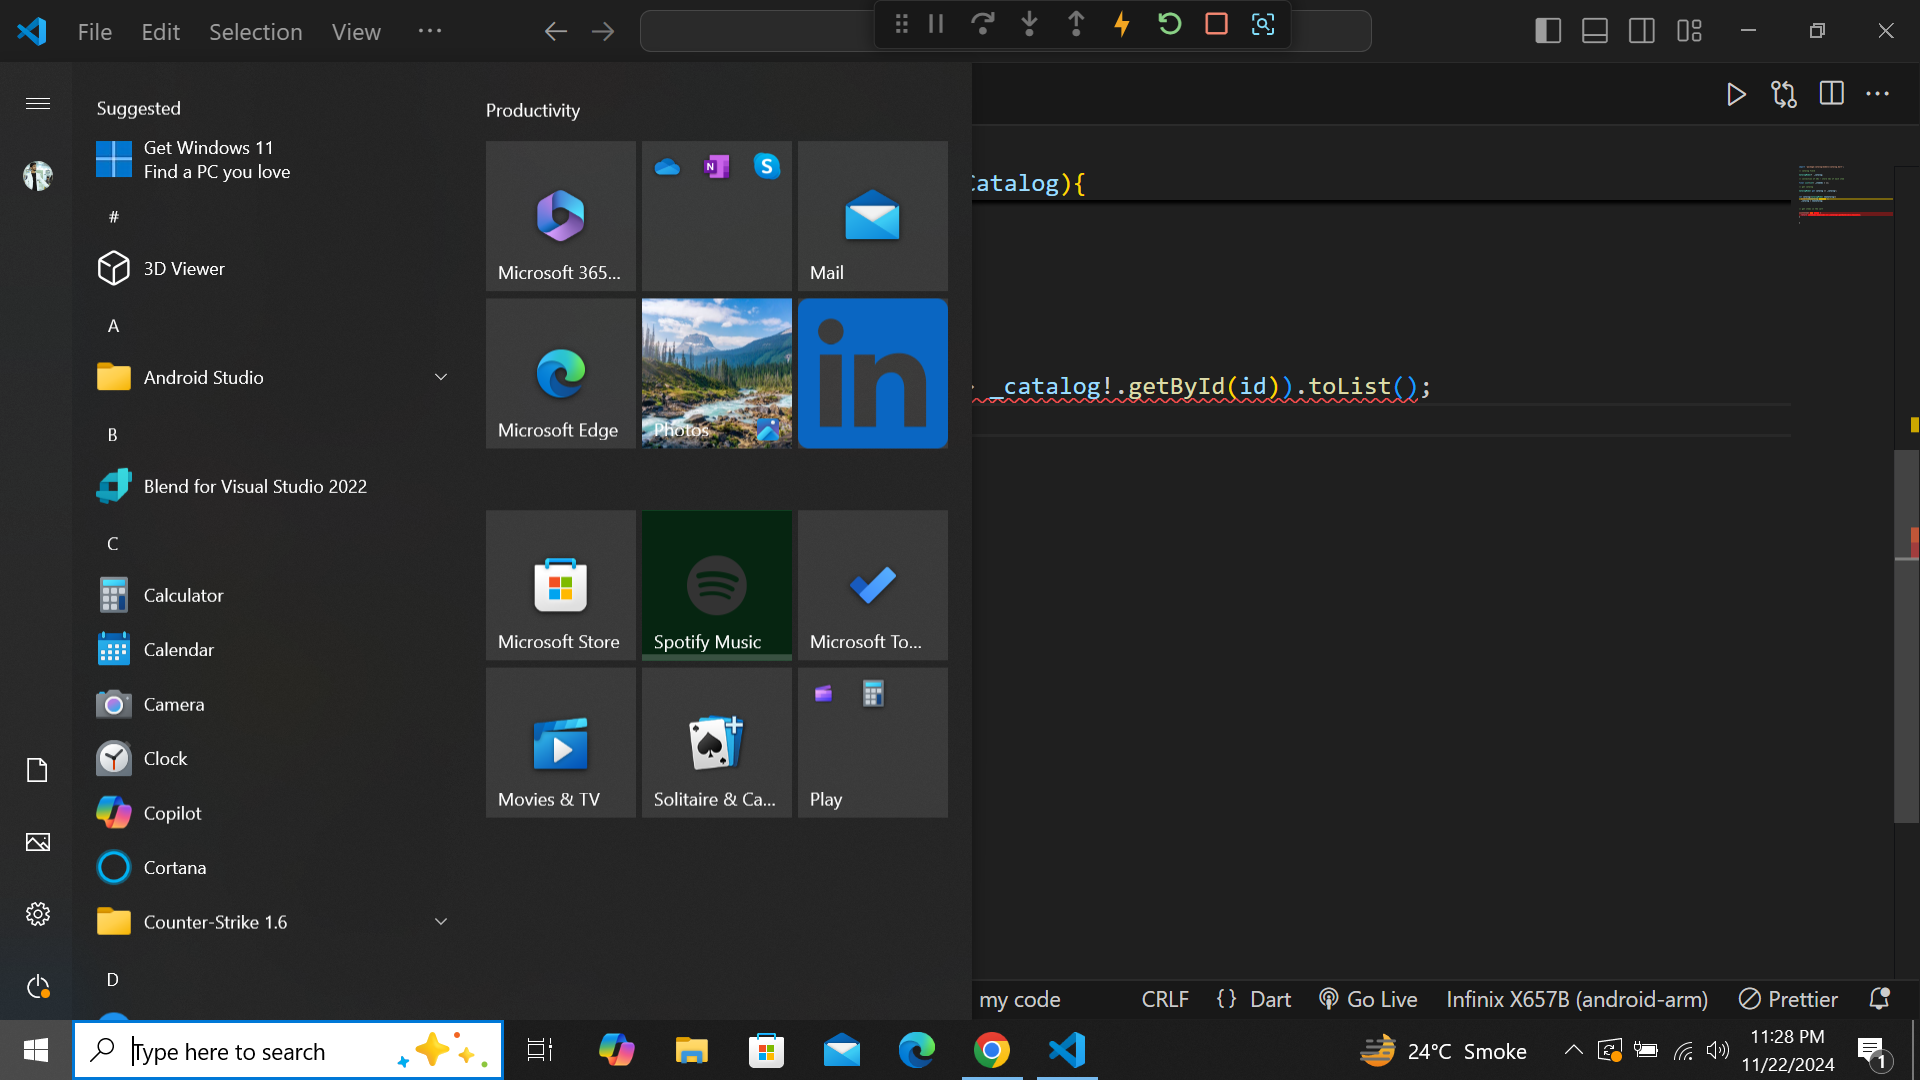 File Edit Selection View ...
Suggested
Get Windows 11
Find a PC you love
#
3D Viewer
A
Android Studio
B
Blend for Visual Studio 2022
C
Calculator
Calendar
Camera
Clock
Copilot
Cortana
Counter-Strike 1.6
D
Productivity
N S
Microsoft 365... Mail
Microsoft Edge Photos in
Microsoft Store Spotify Music Microsoft To...
Movies & TV Solitaire & Ca... Play
Catalog){
_catalog!.getById(id)).toList();
my code CRLF {} Dart Go Live Infinix X657B (android-arm) Prettier
Type here to search
24°C Smoke
11:28 PM
11/22/2024
1